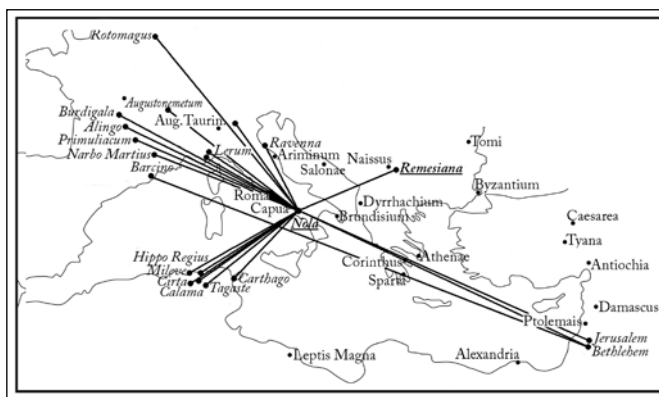 Rotomagus
Augustonemetum
Burdigala
Aug. Taurin
Alingo
Primuliacum
Lerum
Ravenna
Narbo Martius
Ariminum
Naissus
Tomi
Barcino
Salonae
Remesiana
Roma
Capua
Dyrrhachium
Byzantium
Nola
Brundisium
Caesarea
Tyana
Hippo Regius
Corinthus
Athenae
Antiochia
Mileve
Sparta
Cirta
Carthago
Calama
Tagaste
Damascus
Ptolemais
Jerusalem
Leptis Magna
Alexandria
Bethlehem